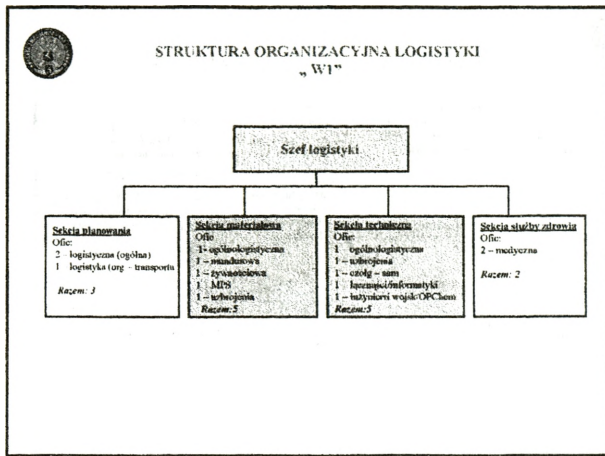 STRUKTURA ORGANIZACYJNA LOGISTYKI
„ W1”
Szef logistyki
Sekcja planowania
Ofic:
2 – logistyczna (ogólna)
1 logistyka (org – transportu
Razem: 3
Sekcja materiałowa
Ofic
1- ogólnologistyczna
1 – mundurowa
1 – żywnościowa
1 MPS
1 – uzbrojenia
Razem:5
Sekcja techniczna
Ofic
1 ogólnologistyczna
1 – uzbrojenia
1 – czołg – sam
1 łączności/informatyki
1 – inżynierii wojsk/OPChem
Razem:5
Sekcja służby zdrowia
Ofic:
2 – medyczna
Razem: 2